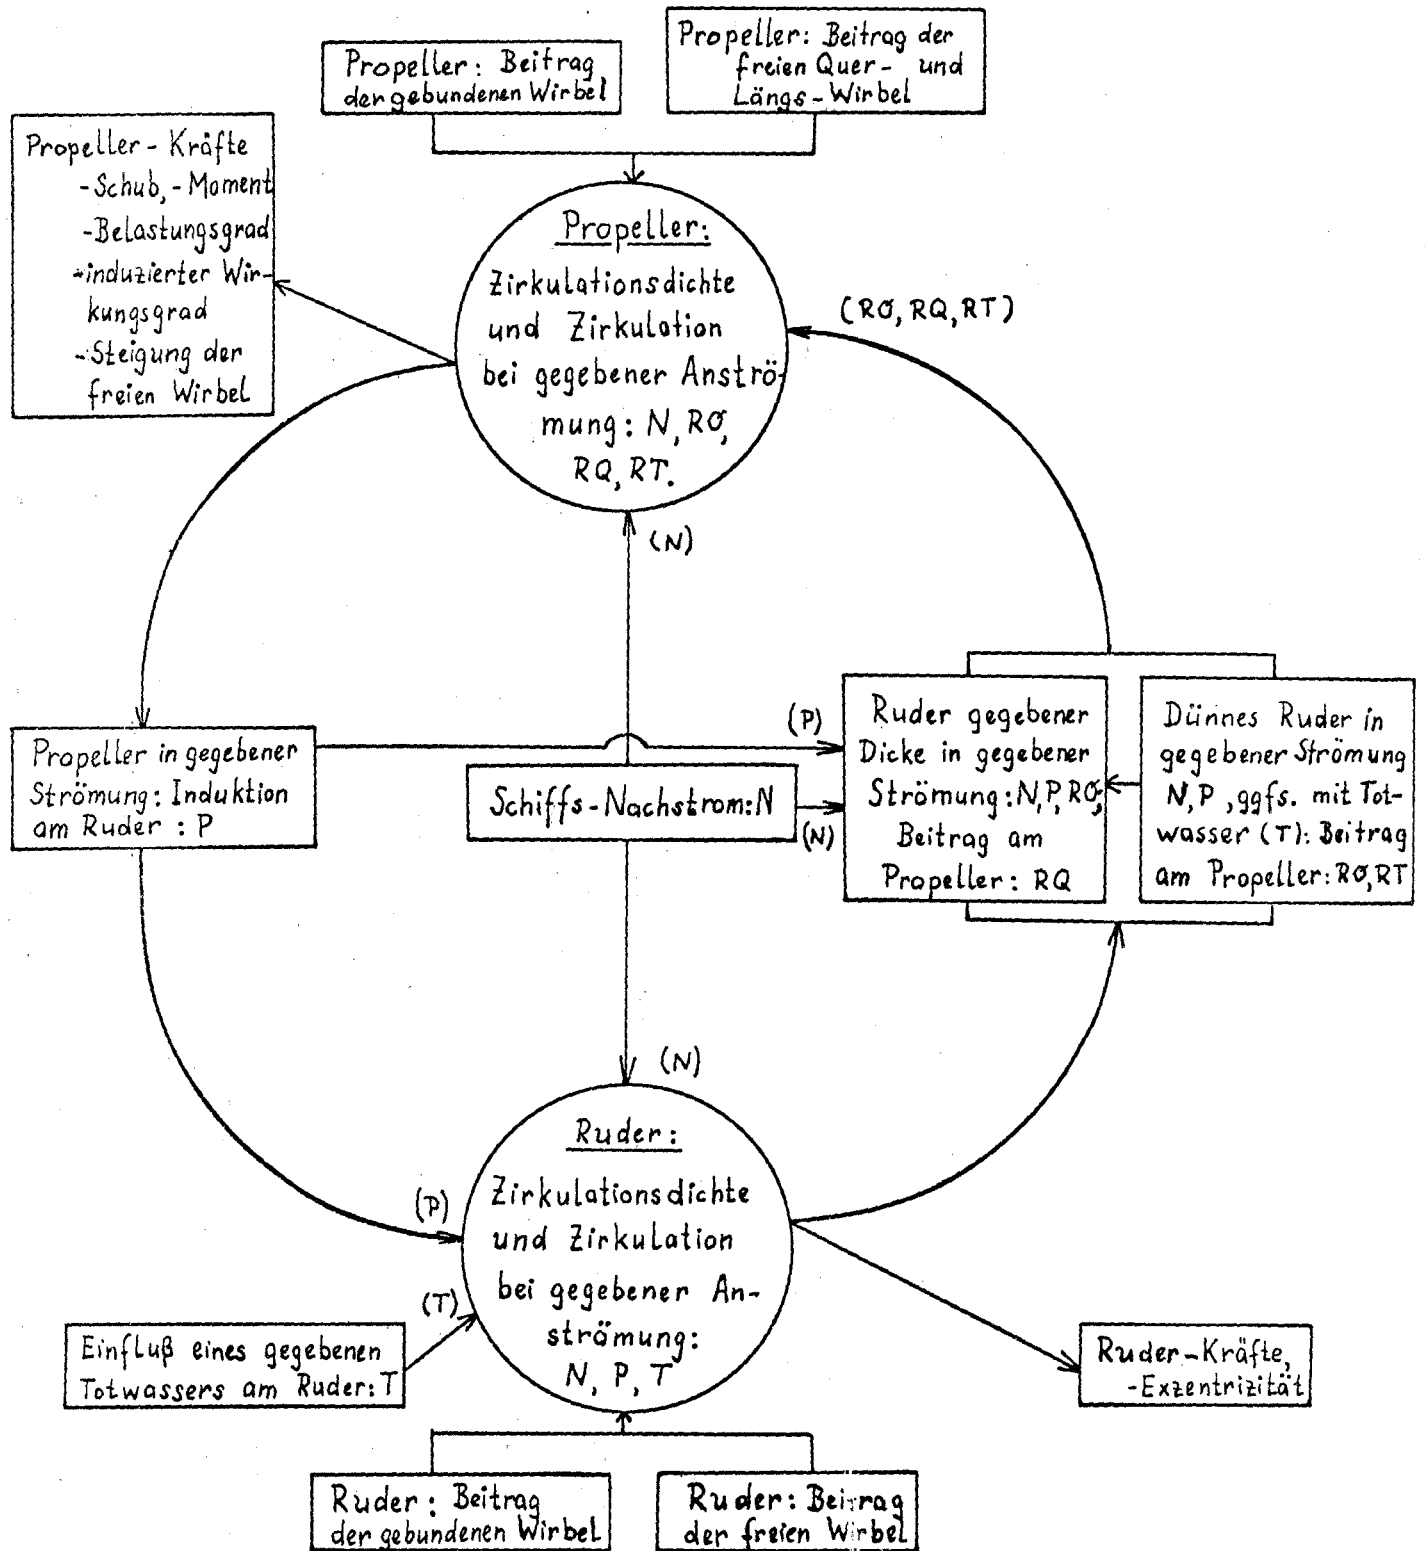 Propeller: Beitrag
der gebundenen Wirbel
Propeller: Beitrag der
freien Quer- und
Längs-Wirbel
Propeller-Kräfte
-Schub,-Moment
-Belastungsgrad
-induzierter Wir-
kungsgrad
-Steigung der
freien Wirbel
Propeller:
Zirkulationsdichte
und Zirkulation
bei gegebener Anströ-
mung: N, Rσ,
RQ, RT.
(Rσ, RQ, RT)
(N)
Propeller in gegebener
Strömung: Induktion
am Ruder : P
(P)
Schiffs-Nachstrom: N
(N)
Ruder gegebener
Dicke in gegebener
Strömung: N, P, Rσ;
Beitrag am
Propeller: RQ
Dünnes Ruder in
gegebener Strömung
N, P, ggfs. mit Tot-
wasser (T): Beitrag
am Propeller: Rσ, RT
(N)
(P)
(T)
Ruder:
Zirkulationsdichte
und Zirkulation
bei gegebener An-
strömung:
N, P, T
Einfluß eines gegebenen
Totwassers am Ruder: T
Ruder-Kräfte,
-Exzentrizität
Ruder: Beitrag
der gebundenen Wirbel
Ruder: Beitrag
der freien Wirbel